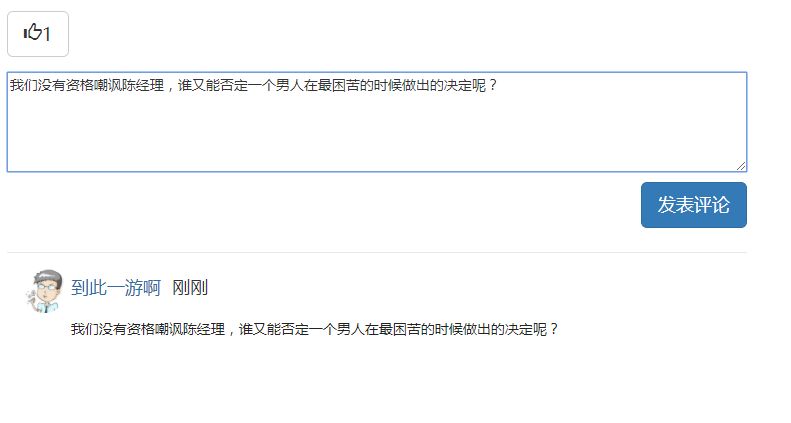 1
我们没有资格嘲讽陈经理，谁又能否定一个男人在最困苦的时候做出的决定呢？
发表评论
到此一游啊 刚刚
我们没有资格嘲讽陈经理，谁又能否定一个男人在最困苦的时候做出的决定呢？